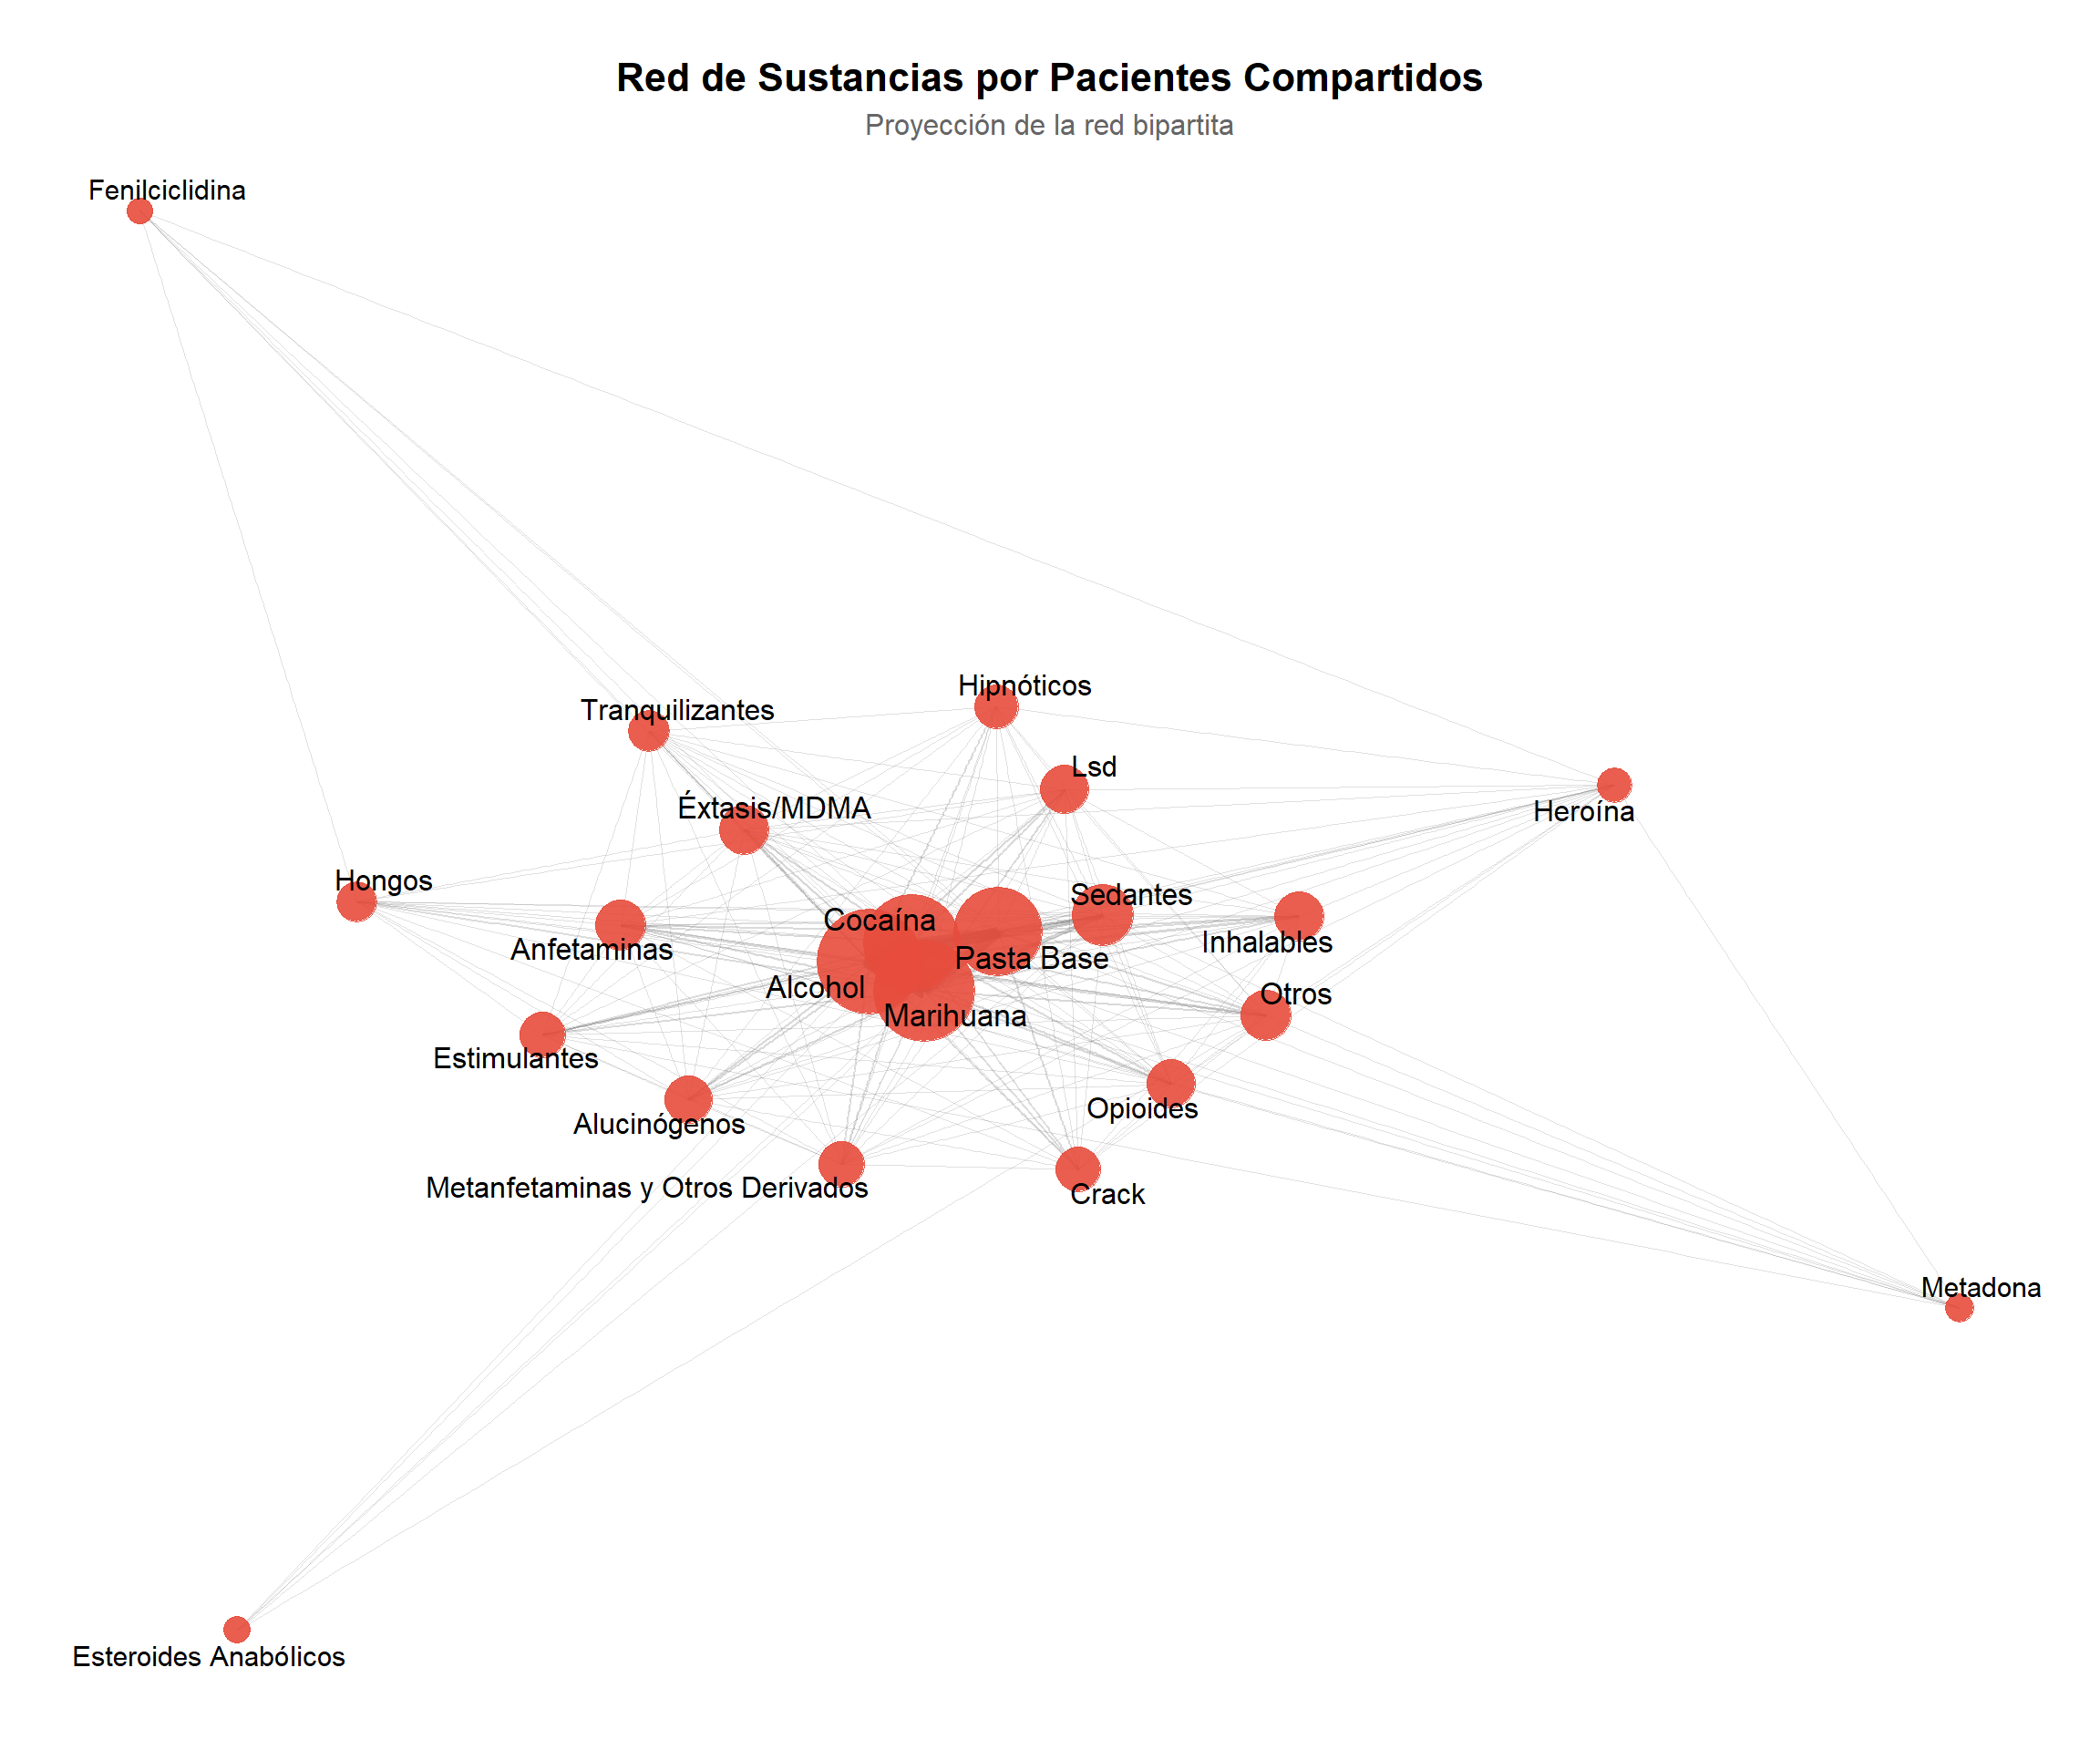 Red de Sustancias por Pacientes Compartidos
Proyección de la red bipartita
Fenilciclidina
Hipnóticos
Tranquilizantes
Lsd
Éxtasis/MDMA
Heroína
Hongos
Sedantes
Cocaína
Inhalables
Anfetaminas
Pasta Base
Alcohol
Otros
Marihuana
Estimulantes
Opioides
Alucinógenos
Metanfetaminas y Otros Derivados
Crack
Metadona
Esteroides Anabólicos